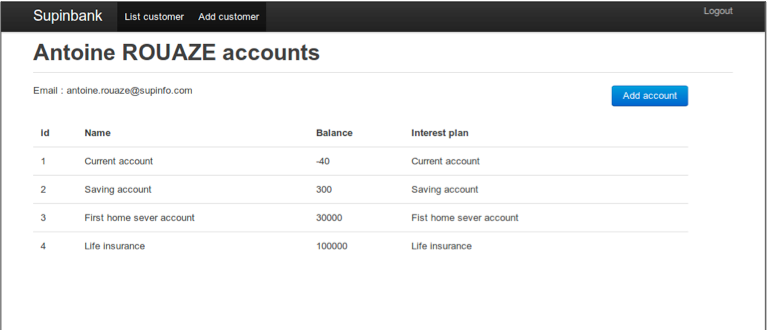 Supinbank List customer Add customer Logout
Antoine ROUAZE accounts
Email : antoine.rouaze@supinfo.com Add account
Id Name Balance Interest plan
1 Current account -40 Current account
2 Saving account 300 Saving account
3 First home sever account 30000 Fist home sever account
4 Life insurance 100000 Life insurance